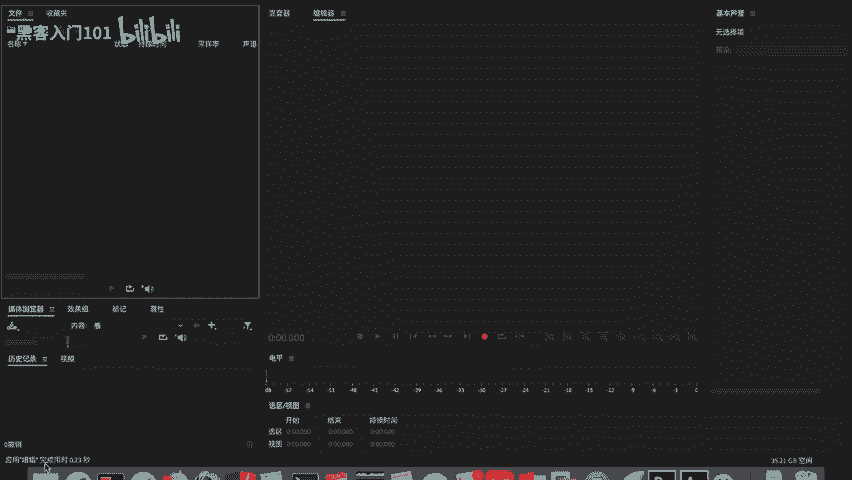 文件 收藏夹
黑客入门101 bilibili
名称 状态 持续时间 采样率 声道
媒体浏览器 效果组 标记 属性
内容:
历史记录 视频
0撤销
完成用时 0.23 秒
混音器 编辑器
0:00.000
电平
-57 -54 -51 -48 -45 -42 -39 -36 -33 -30 -27 -24 -21 -18 -15 -12 -9 -6 -3 0
选区/视图
开始 结束 持续时间
选区 0:00.000 0:00.000 0:00.000
视图 0:00.000 0:00.000 0:00.000
基本声音
无选择项
预设:
35.21 GB 空闲